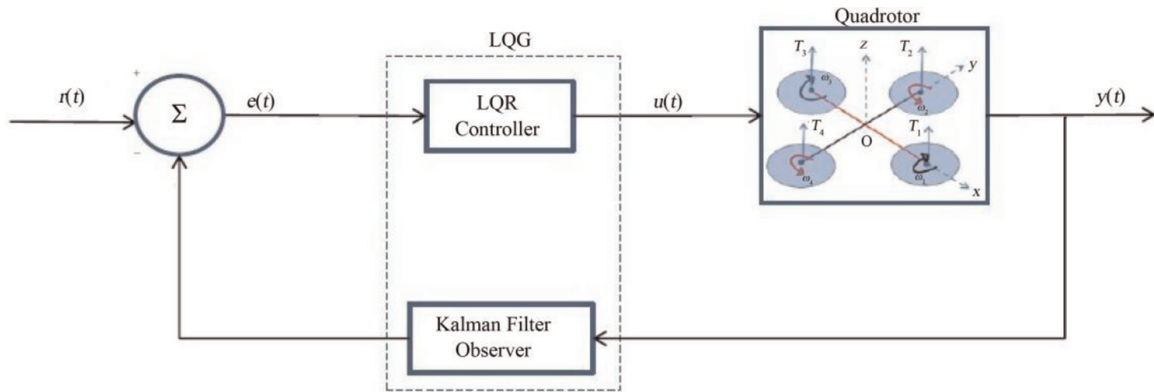 Quadrotor
LQG
T3
z
T2
y
ω3
ω2
+
r(t)
Σ
e(t)
LQR
Controller
u(t)
y(t)
T4
O
T1
ω4
ω1
x
−
Kalman Filter
Observer